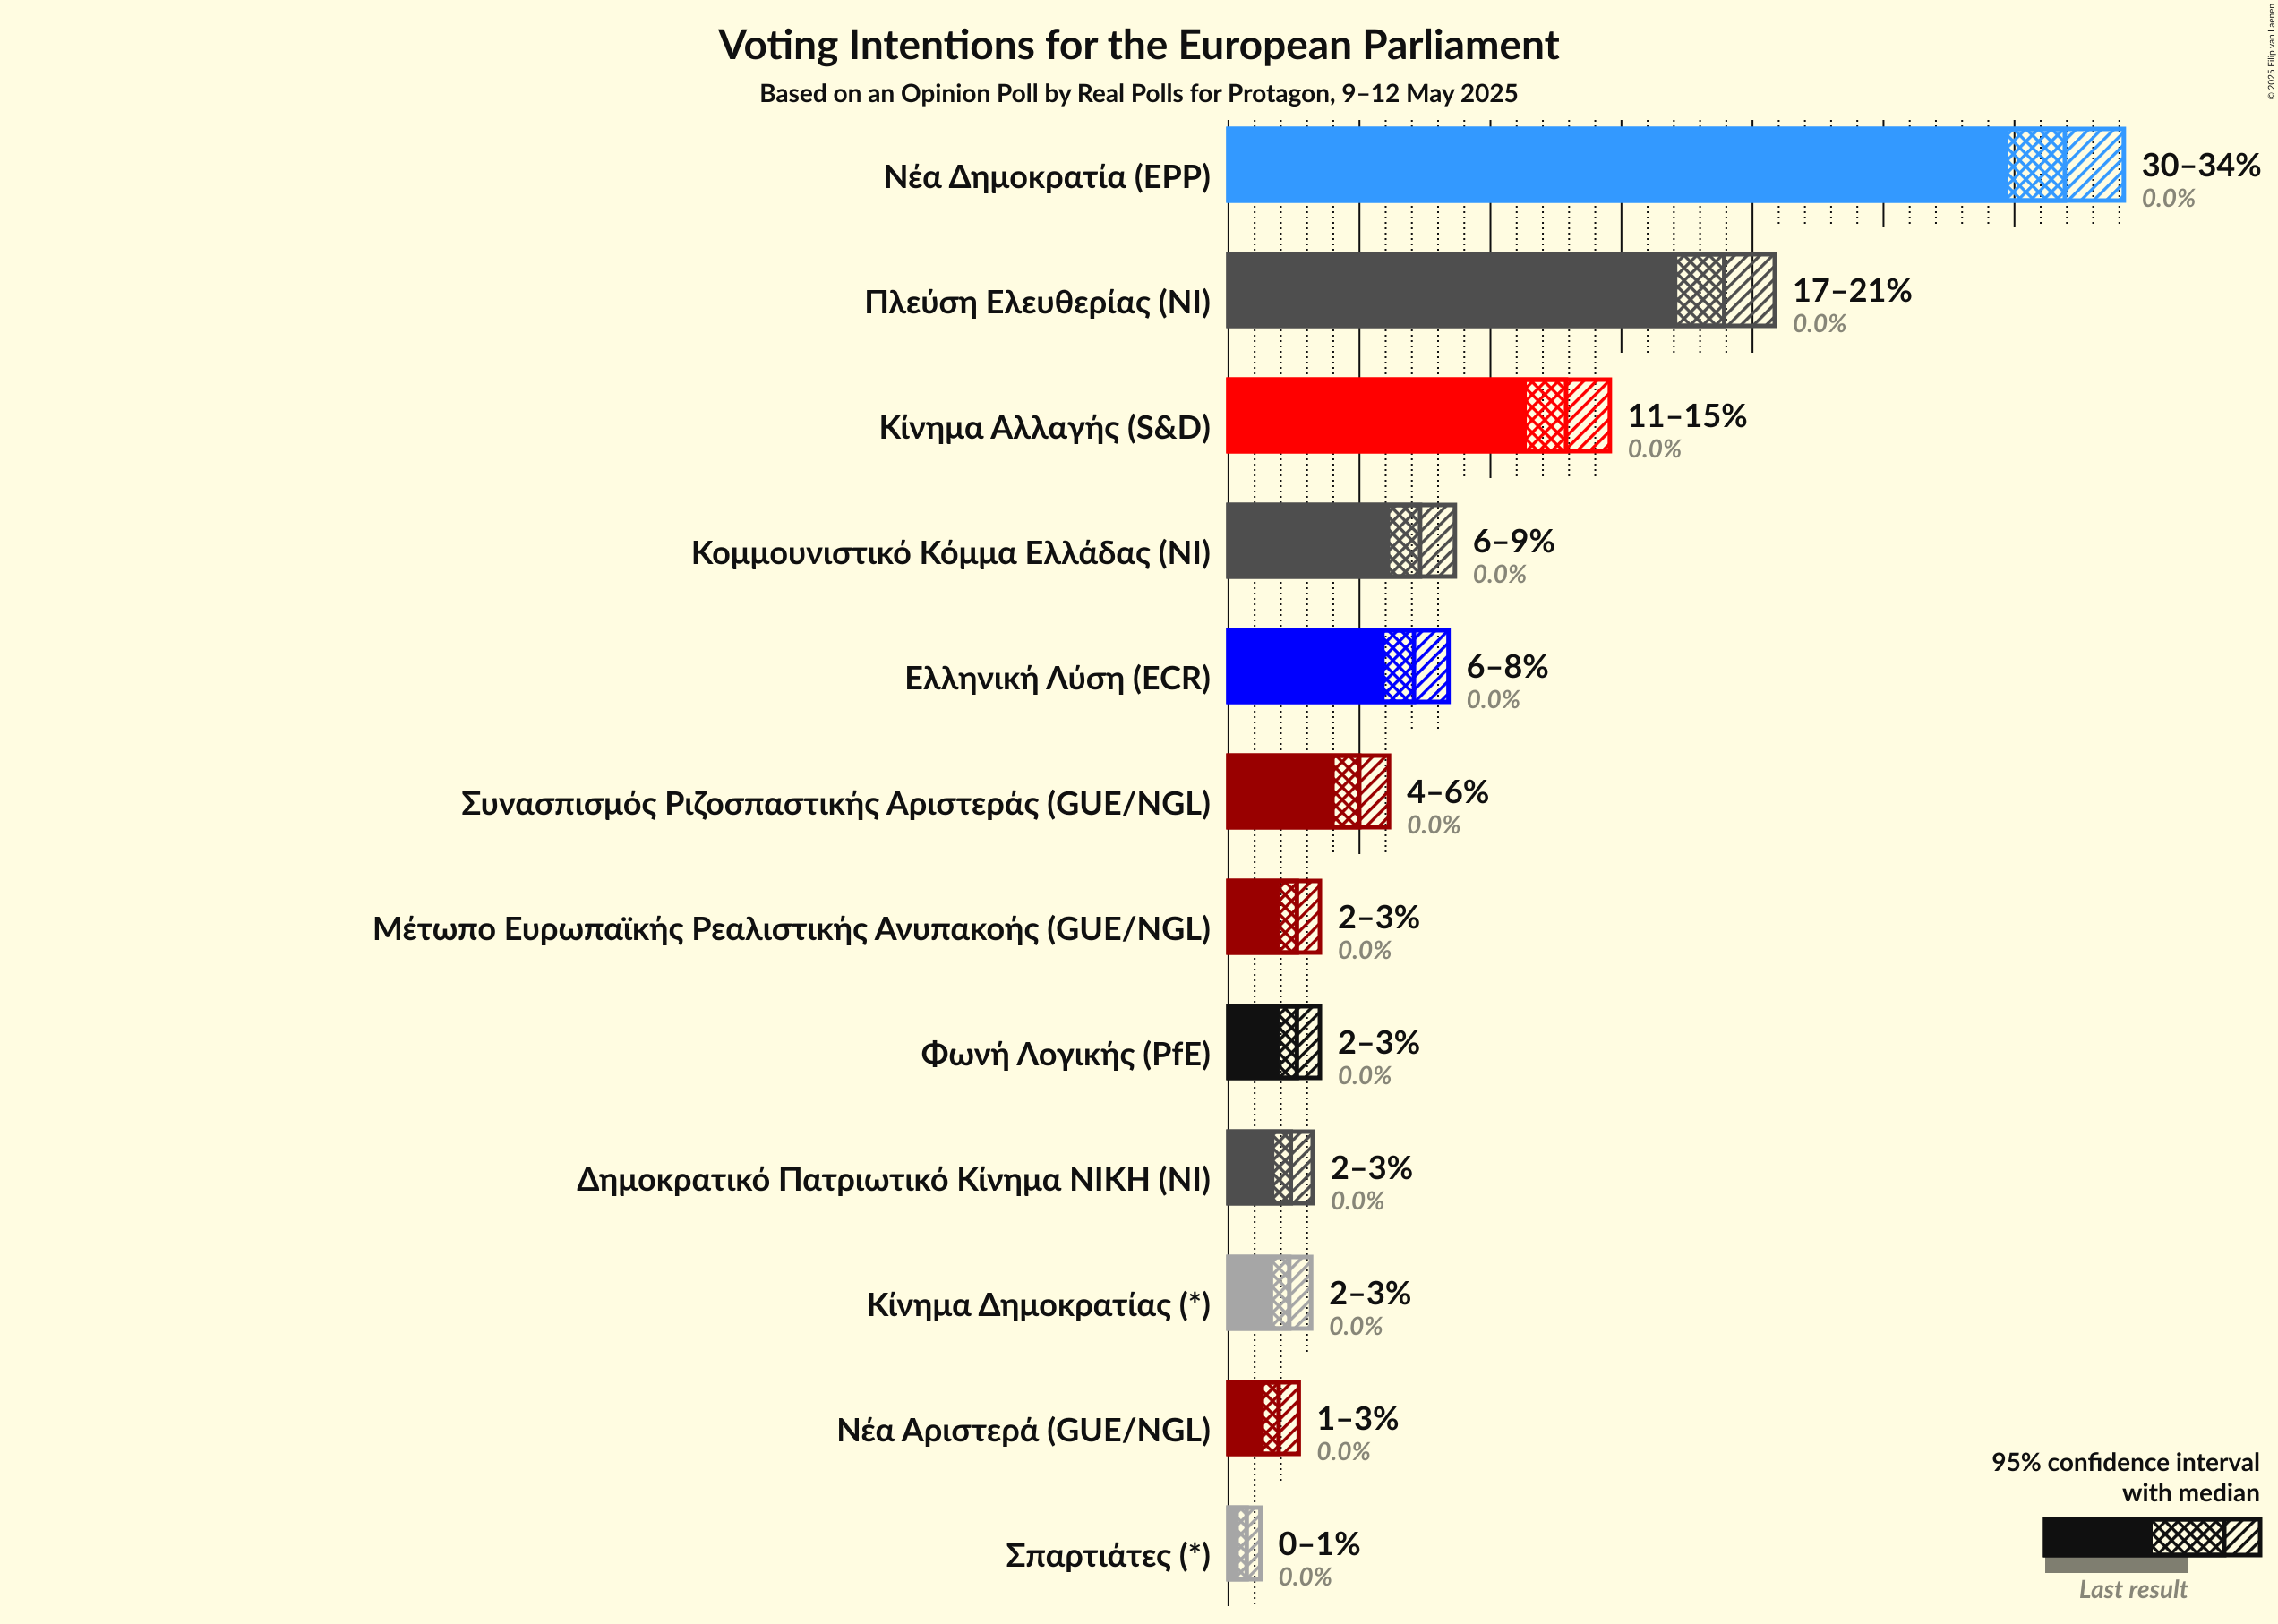 Voting Intentions for the European Parliament
Based on an Opinion Poll by Real Polls for Protagon, 9–12 May 2025
© 2025 Filip van Laenen
Νέα Δημοκρατία (EPP)
30–34%
0.0%
Πλεύση Ελευθερίας (NI)
17–21%
0.0%
Κίνημα Αλλαγής (S&D)
11–15%
0.0%
Κομμουνιστικό Κόμμα Ελλάδας (NI)
6–9%
0.0%
Ελληνική Λύση (ECR)
6–8%
0.0%
Συνασπισμός Ριζοσπαστικής Αριστεράς (GUE/NGL)
4–6%
0.0%
Μέτωπο Ευρωπαϊκής Ρεαλιστικής Ανυπακοής (GUE/NGL)
2–3%
0.0%
Φωνή Λογικής (PfE)
2–3%
0.0%
Δημοκρατικό Πατριωτικό Κίνημα ΝΙΚΗ (NI)
2–3%
0.0%
Κίνημα Δημοκρατίας (*)
2–3%
0.0%
Νέα Αριστερά (GUE/NGL)
1–3%
0.0%
Σπαρτιάτες (*)
0–1%
0.0%
95% confidence interval
with median
Last result